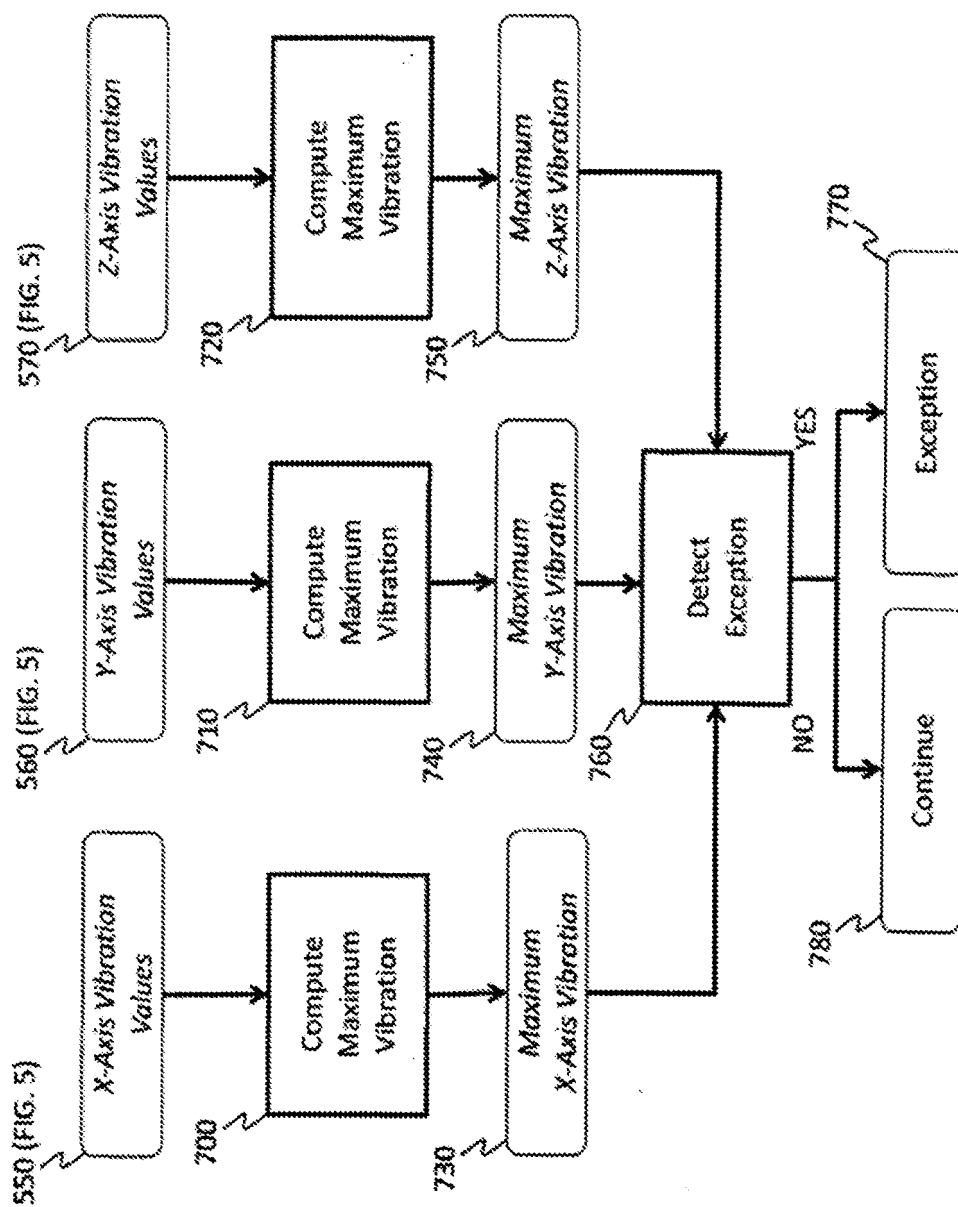 550 (FIG. 5)
X-Axis Vibration
Values
560 (FIG. 5)
Y-Axis Vibration
Values
570 (FIG. 5)
Z-Axis Vibration
Values
700
Compute
Maximum
Vibration
710
Compute
Maximum
Vibration
720
Compute
Maximum
Vibration
730
Maximum
X-Axis Vibration
740
Maximum
Y-Axis Vibration
750
Maximum
Z-Axis Vibration
760
Detect
Exception
NO
YES
780
Continue
770
Exception